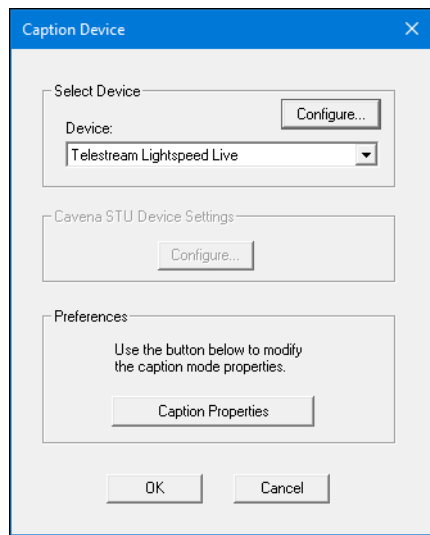 Caption Device
Select Device
Configure...
Device:
Telestream Lightspeed Live
Cavena STU Device Settings
Configure...
Preferences
Use the button below to modify
the caption mode properties.
Caption Properties
OK Cancel